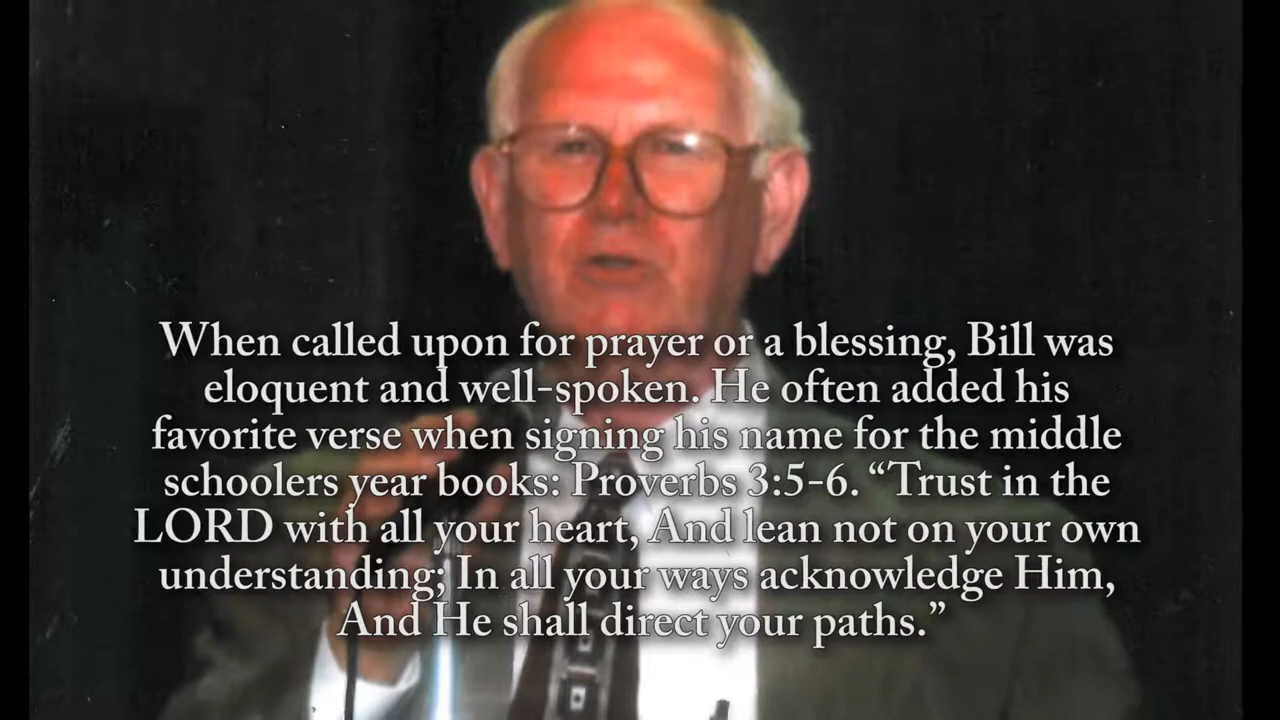 When called upon for prayer or a blessing, Bill was
eloquent and well-spoken. He often added his
favorite verse when signing his name for the middle
schoolers year books: Proverbs 3:5-6. “Trust in the
LORD with all your heart, And lean not on your own
understanding; In all your ways acknowledge Him,
And He shall direct your paths.”